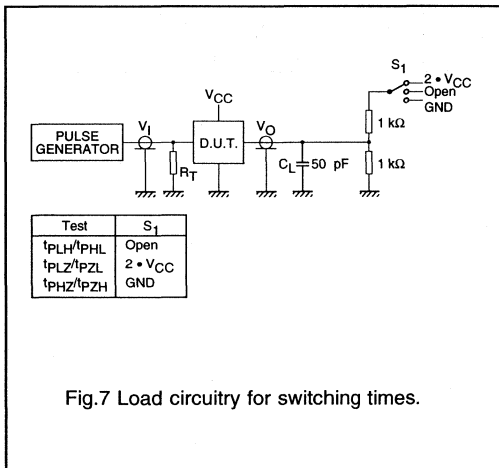 S1
2 • VCC
Open
GND
VCC
1 kΩ
PULSE GENERATOR
VI
D.U.T.
VO
RT
CL
50 pF
1 kΩ
Test S1
tPLH/tPHL Open
tPLZ/tPZL 2 • VCC
tPHZ/tPZH GND
Fig.7 Load circuitry for switching times.